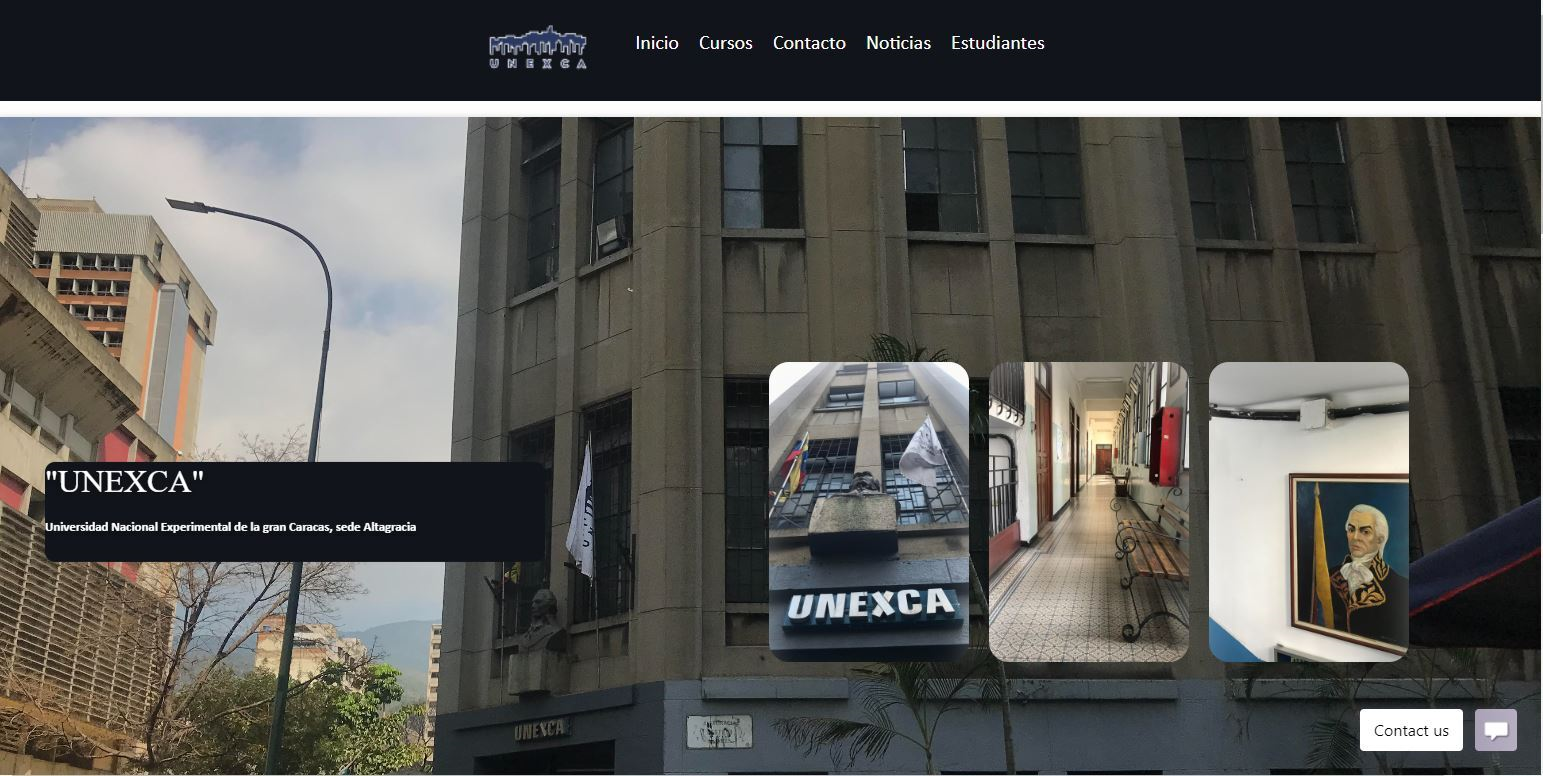 UNEXCA
Inicio Cursos Contacto Noticias Estudiantes
"UNEXCA"
Universidad Nacional Experimental de la gran Caracas, sede Altagracia
UNEXCA
UNEXCA
Contact us